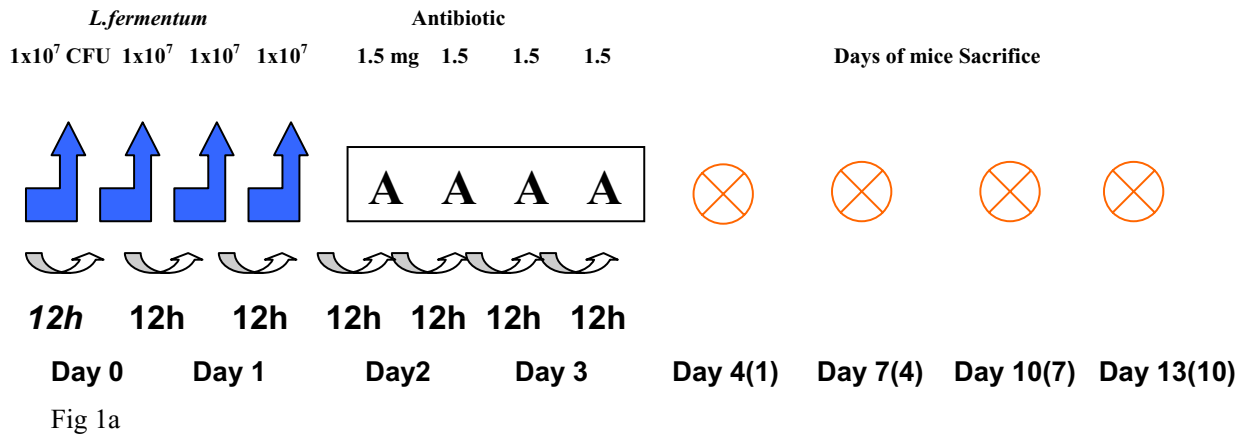 L.fermentum Antibiotic
1x10⁷ CFU 1x10⁷ 1x10⁷ 1x10⁷ 1.5 mg 1.5 1.5 1.5 Days of mice Sacrifice
A A A A
12h 12h 12h 12h 12h 12h 12h
Day 0 Day 1 Day2 Day 3 Day 4(1) Day 7(4) Day 10(7) Day 13(10)
Fig 1a